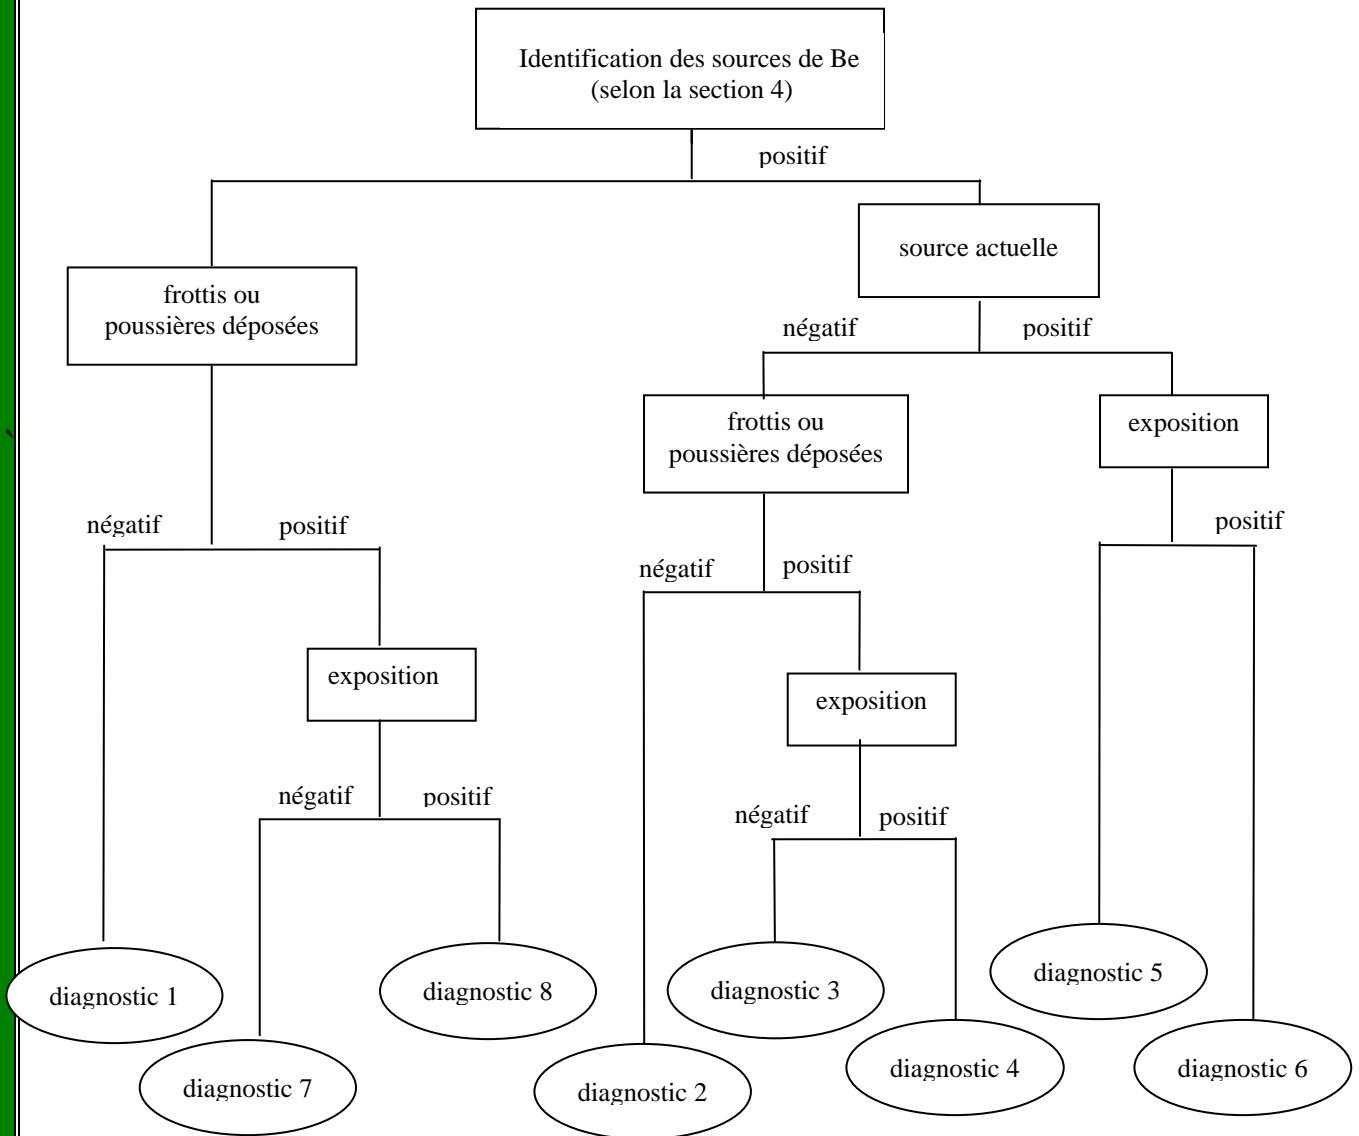 Identification des sources de Be
(selon la section 4)
positif
source actuelle
frottis ou
poussières déposées
négatif
positif
frottis ou
poussières déposées
exposition
négatif
positif
positif
négatif
positif
exposition
exposition
négatif
positif
négatif
positif
diagnostic 1
diagnostic 8
diagnostic 3
diagnostic 5
diagnostic 7
diagnostic 2
diagnostic 4
diagnostic 6